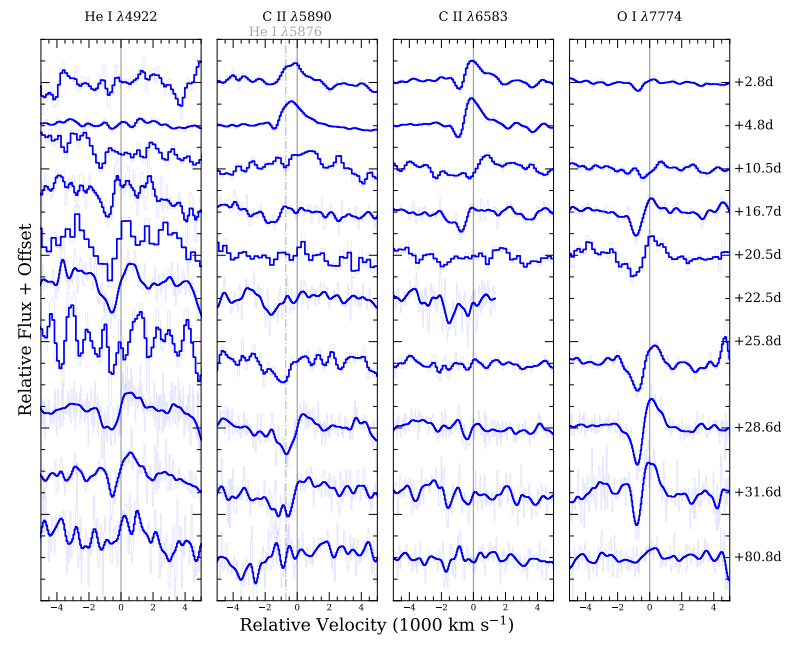 He I λ4922 C II λ5890 C II λ6583 O I λ7774
He I λ5876
+2.8d
+4.8d
+10.5d
+16.7d
+20.5d
+22.5d
+25.8d
+28.6d
+31.6d
+80.8d
Relative Flux + Offset
−4 −2 0 2 4 −4 −2 0 2 4 −4 −2 0 2 4 −4 −2 0 2 4
Relative Velocity (1000 km s⁻¹)